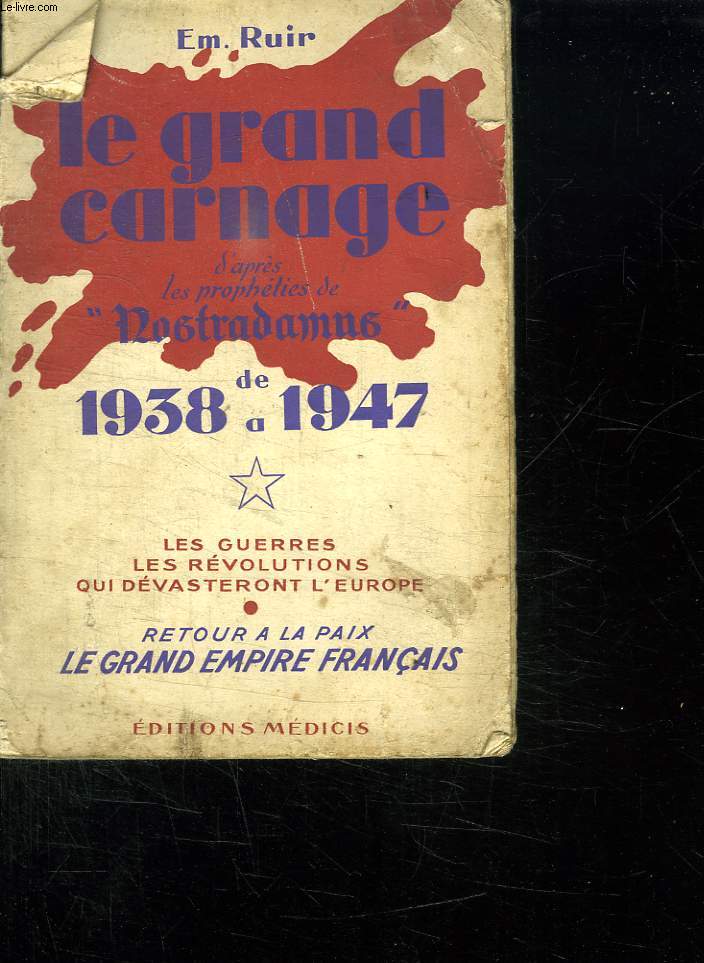 Le-livre.com
Em. Ruir
le grand
carnage
d'après
les prophéties de
"Nostradamus"
de
1938 a 1947
LES GUERRES
LES RÉVOLUTIONS
QUI DÉVASTERONT L'EUROPE
RETOUR A LA PAIX
LE GRAND EMPIRE FRANÇAIS
ÉDITIONS MÉDICIS